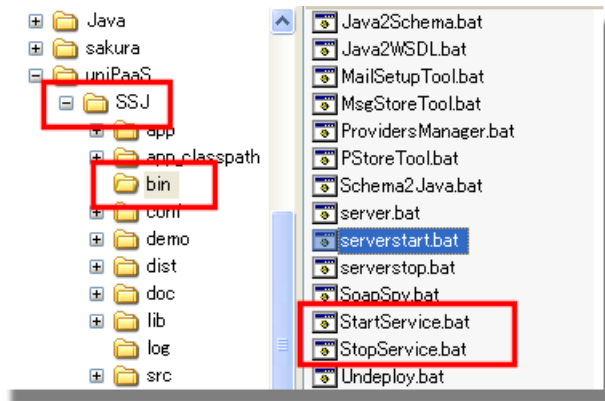 Java
sakura
uniPaaS
SSJ
app
app_classpath
bin
conf
demo
dist
doc
lib
log
src
Java2Schema.bat
Java2WSDL.bat
MailSetupTool.bat
MsgStoreTool.bat
ProvidersManager.bat
PStoreTool.bat
Schema2Java.bat
server.bat
serverstart.bat
serverstop.bat
SoapSpy.bat
StartService.bat
StopService.bat
Undeploy.bat